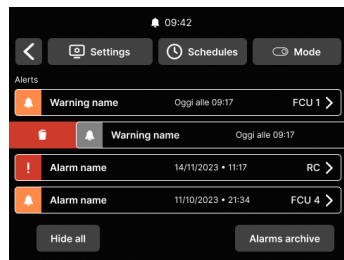 09:42
Settings
Schedules
Mode
Alerts
Warning name Oggi alle 09:17 FCU 1
Warning name Oggi alle 09:17
Alarm name 14/11/2023 • 11:17 RC
Alarm name 11/10/2023 • 21:34 FCU 4
Hide all
Alarms archive